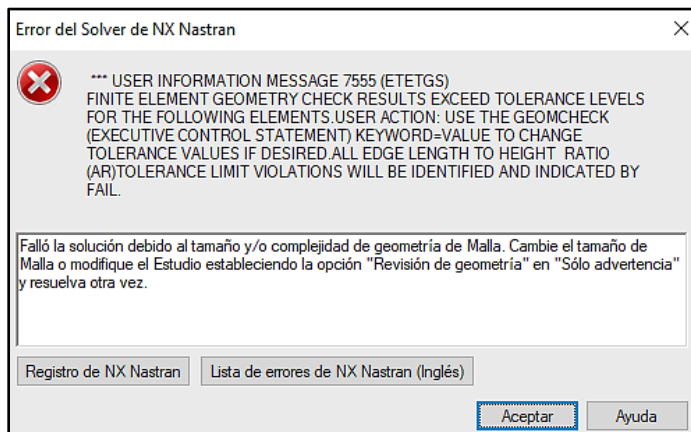 Error del Solver de NX Nastran
*** USER INFORMATION MESSAGE 7555 (ETETGS)
FINITE ELEMENT GEOMETRY CHECK RESULTS EXCEED TOLERANCE LEVELS
FOR THE FOLLOWING ELEMENTS.USER ACTION: USE THE GEOMCHECK
(EXECUTIVE CONTROL STATEMENT) KEYWORD=VALUE TO CHANGE
TOLERANCE VALUES IF DESIRED.ALL EDGE LENGTH TO HEIGHT RATIO
(AR)TOLERANCE LIMIT VIOLATIONS WILL BE IDENTIFIED AND INDICATED BY
FAIL.
Falló la solución debido al tamaño y/o complejidad de geometría de Malla. Cambie el tamaño de
Malla o modifique el Estudio estableciendo la opción "Revisión de geometría" en "Sólo advertencia"
y resuelva otra vez.
Registro de NX Nastran
Lista de errores de NX Nastran (Inglés)
Aceptar
Ayuda